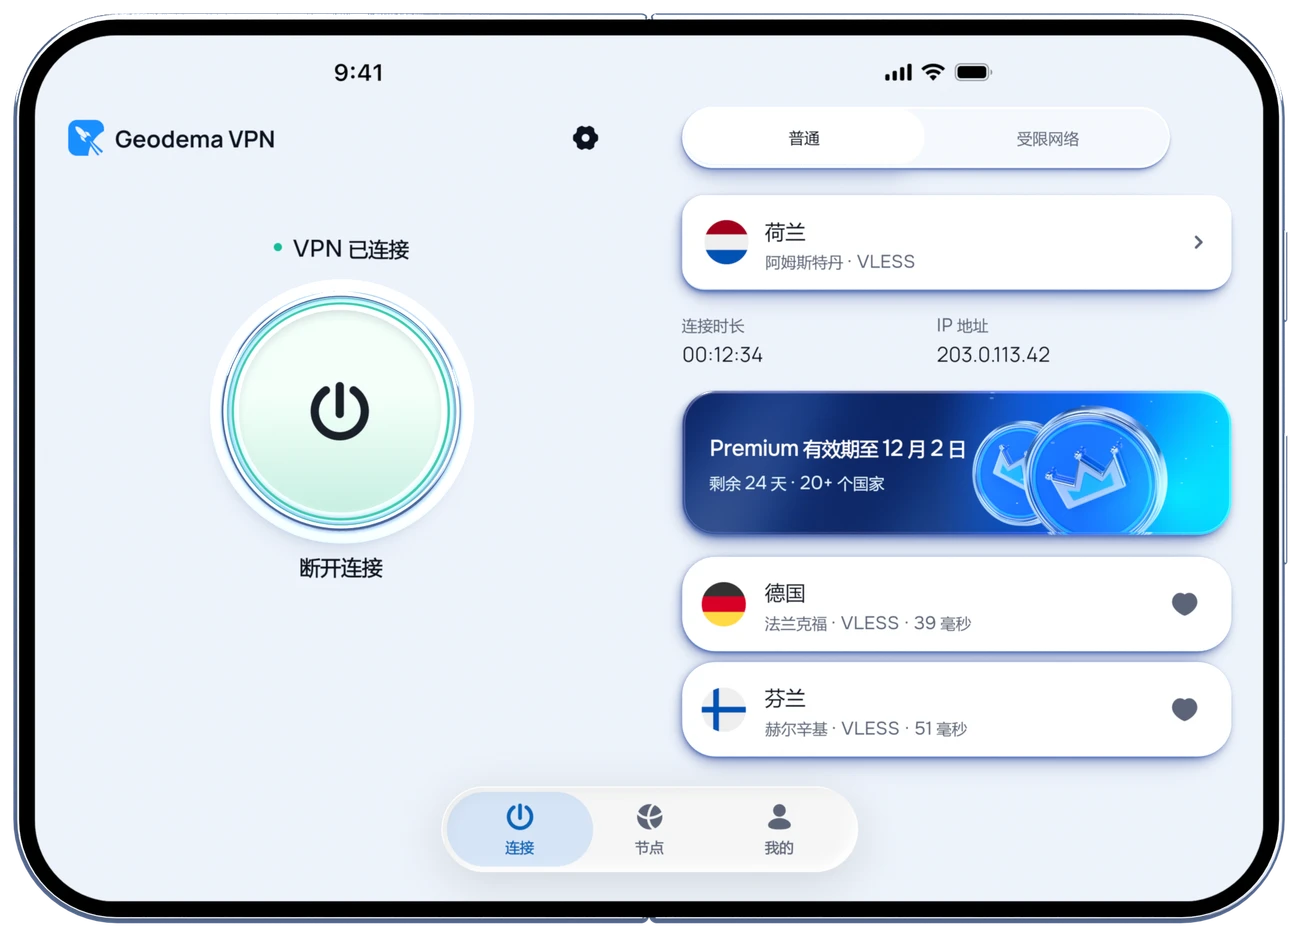 9:41
Geodema VPN
VPN 已连接
断开连接
普通
受限网络
荷兰
阿姆斯特丹 · VLESS
连接时长
00:12:34
IP 地址
203.0.113.42
Premium 有效期至 12 月 2 日
剩余 24 天 · 20+ 个国家
德国
法兰克福 · VLESS · 39 毫秒
芬兰
赫尔辛基 · VLESS · 51 毫秒
连接
节点
我的